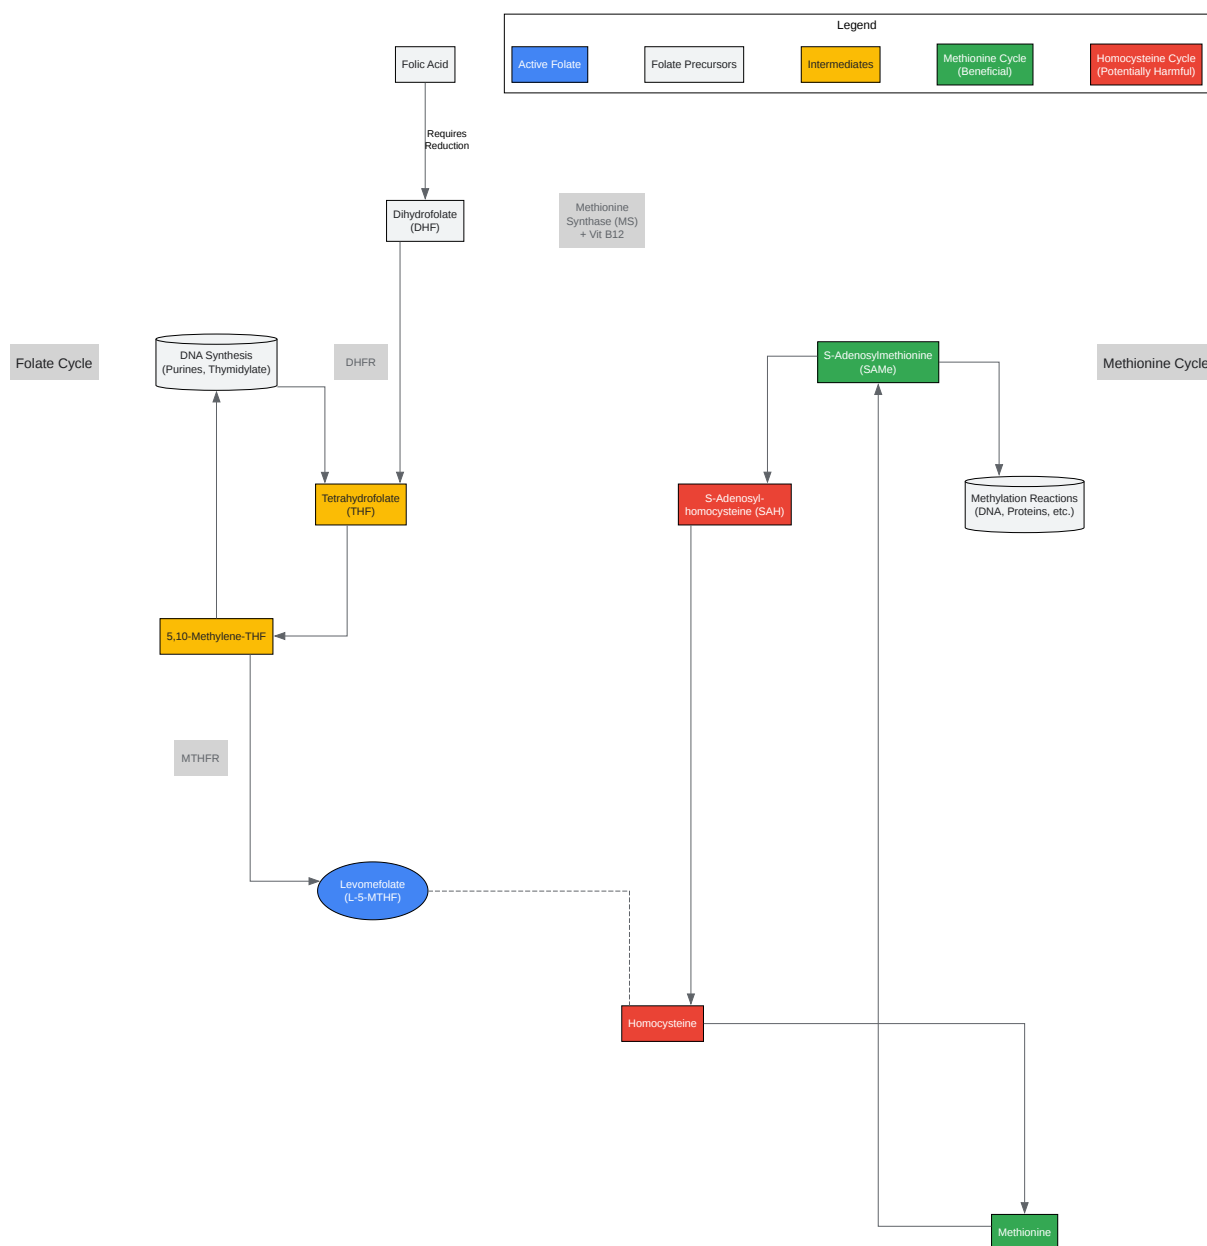 Legend
Folic Acid
Active Folate
Folate Precursors
Intermediates
Methionine Cycle
(Beneficial)
Homocysteine Cycle
(Potentially Harmful)
Requires
Reduction
Dihydrofolate
(DHF)
Methionine
Synthase (MS)
+ Vit B12
Folate Cycle
DNA Synthesis
(Purines, Thymidylate)
DHFR
S-Adenosylmethionine
(SAMe)
Methionine Cycle
Tetrahydrofolate
(THF)
S-Adenosyl-
homocysteine (SAH)
Methylation Reactions
(DNA, Proteins, etc.)
5,10-Methylene-THF
MTHFR
Levomefolate
(L-5-MTHF)
Homocysteine
Methionine